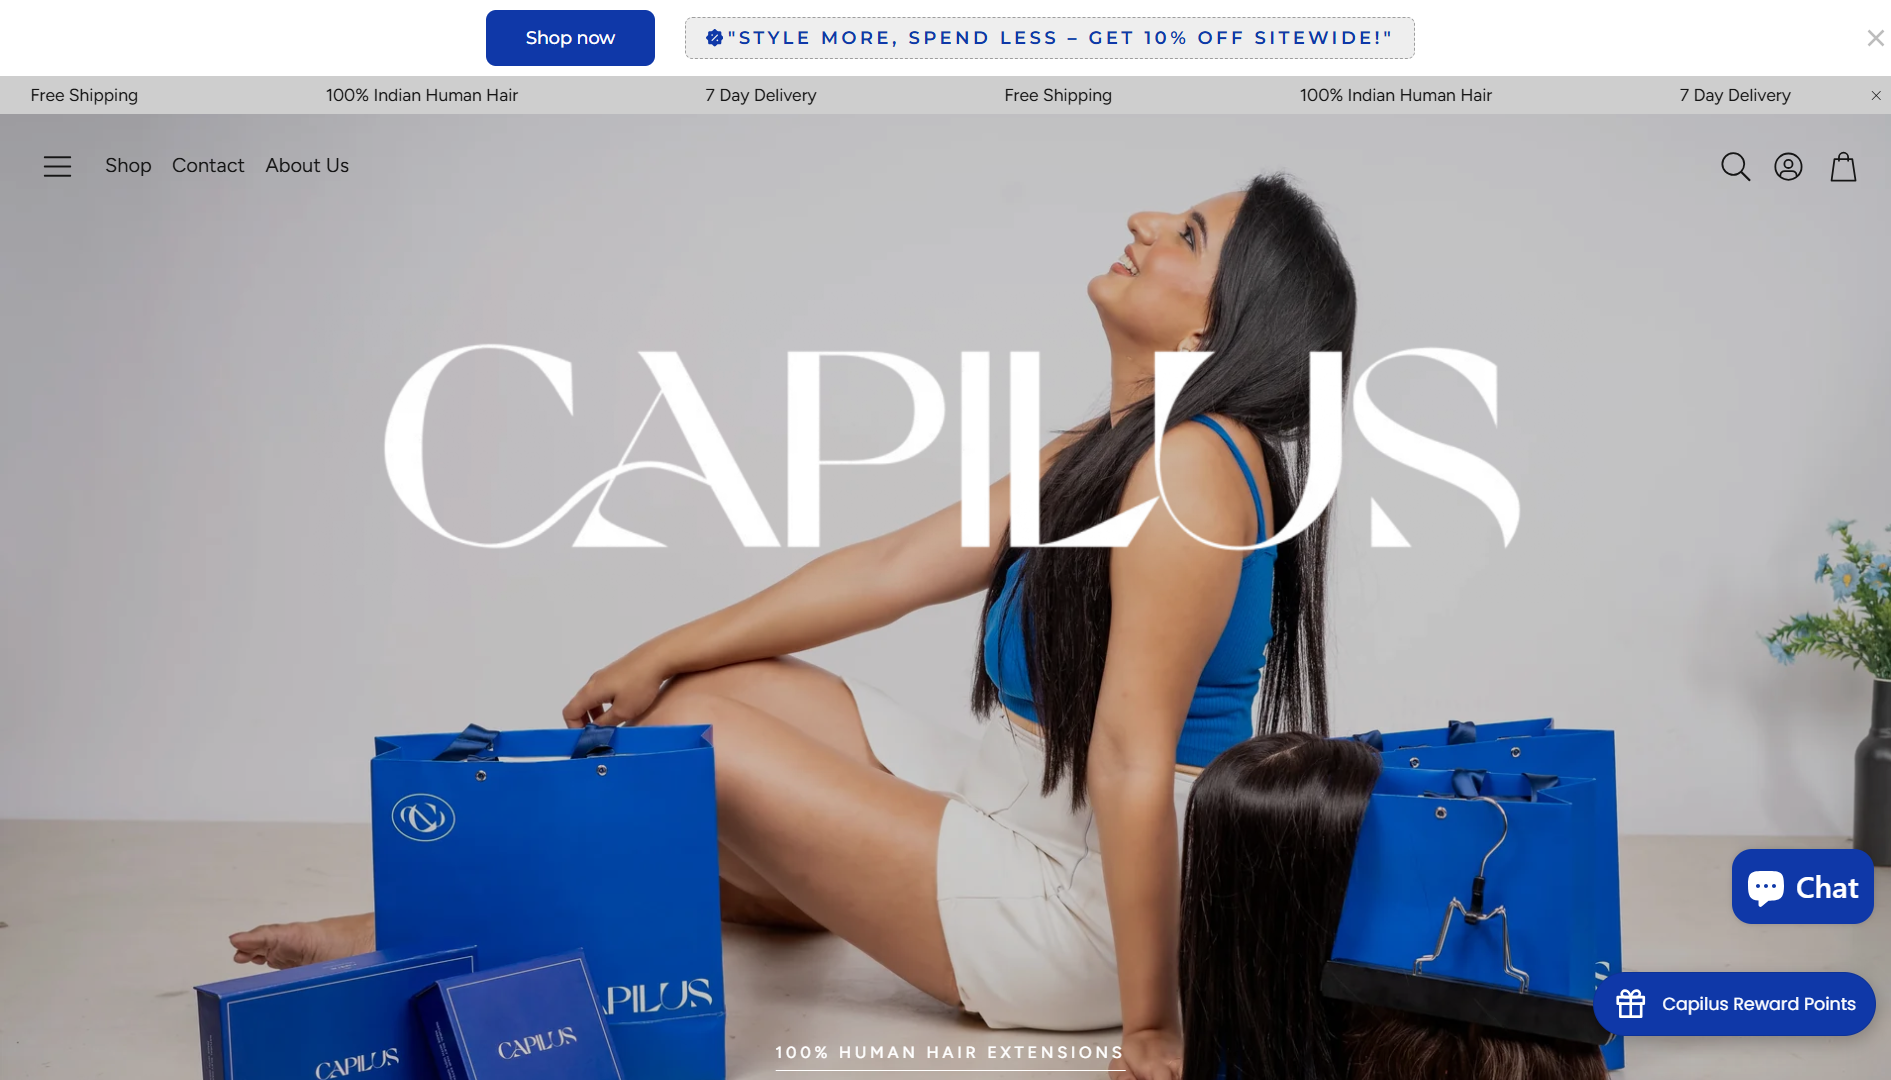 Shop now
"STYLE MORE, SPEND LESS – GET 10% OFF SITEWIDE!"
Free Shipping 100% Indian Human Hair 7 Day Delivery Free Shipping 100% Indian Human Hair 7 Day Delivery
Shop Contact About Us
CAPILUS
Chat
APILUS
Capilus Reward Points
CAPILUS
CAPILUS
100% HUMAN HAIR EXTENSIONS